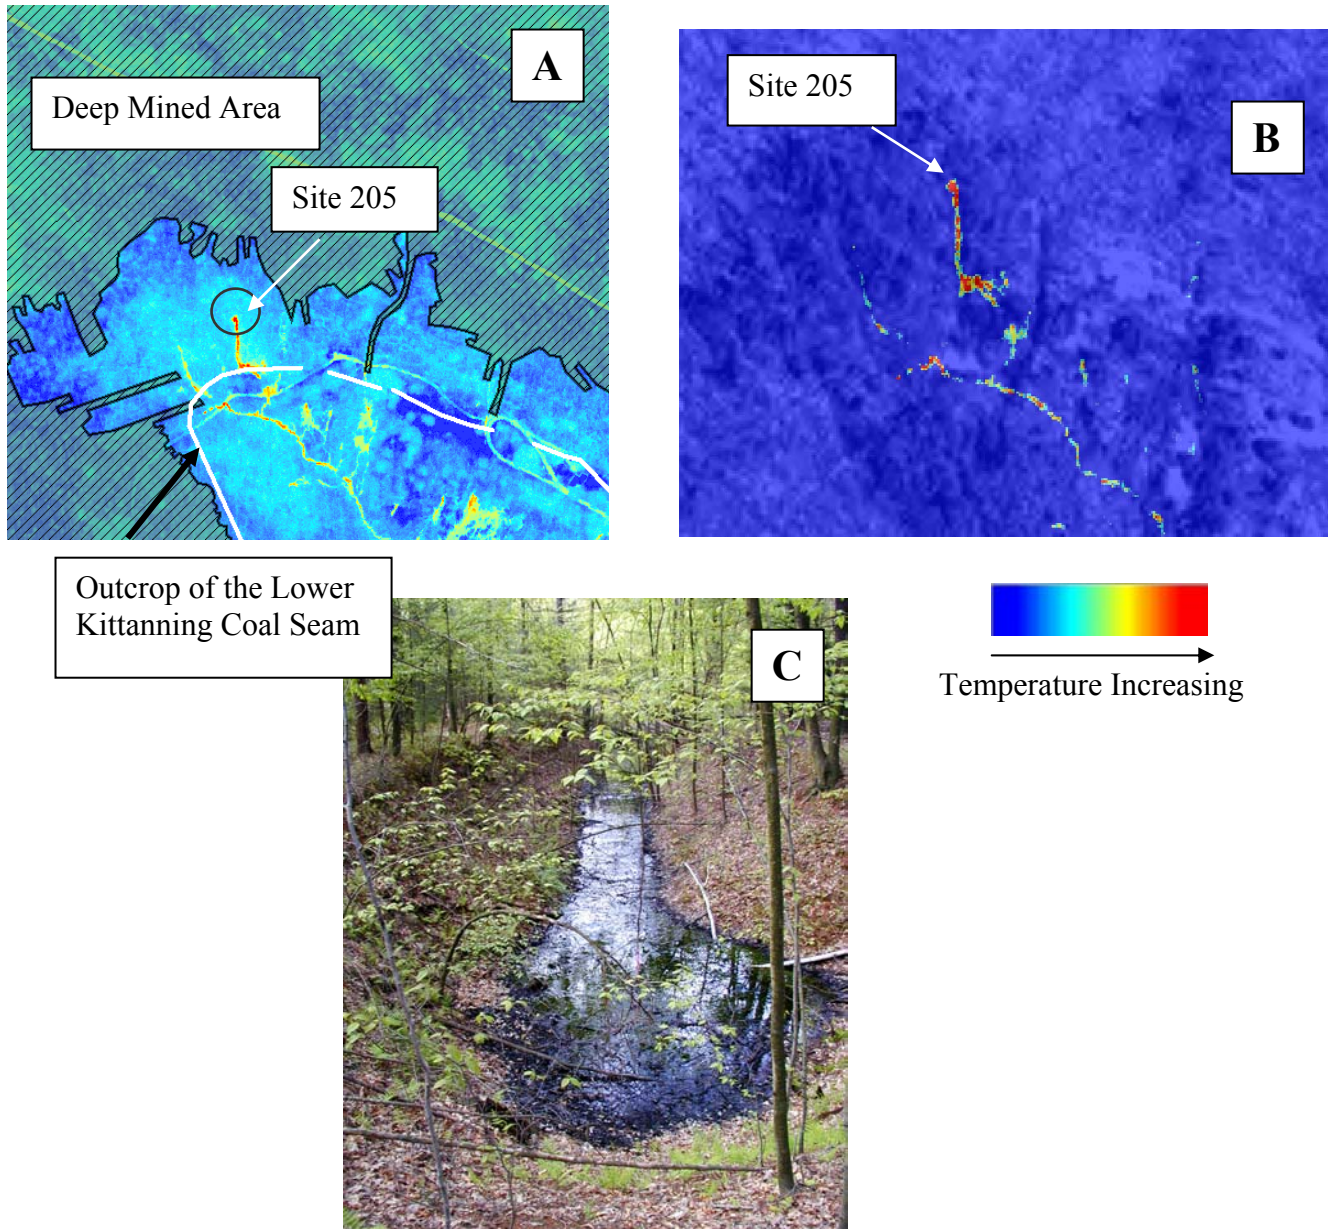 A
Deep Mined Area
Site 205
Site 205
B
Outcrop of the Lower
Kittanning Coal Seam
C
Temperature Increasing